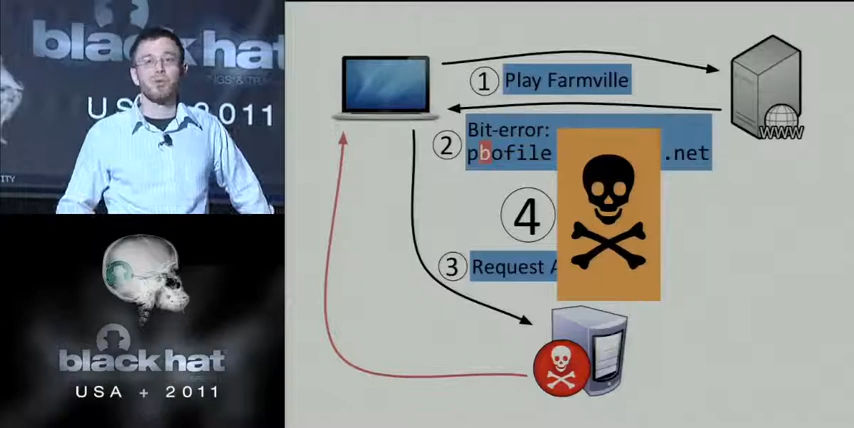 black hat
USA 2011
black hat
USA + 2011
1 Play Farmville
Bit-error:
2 pbofile .net
4
3 Request A
WWW